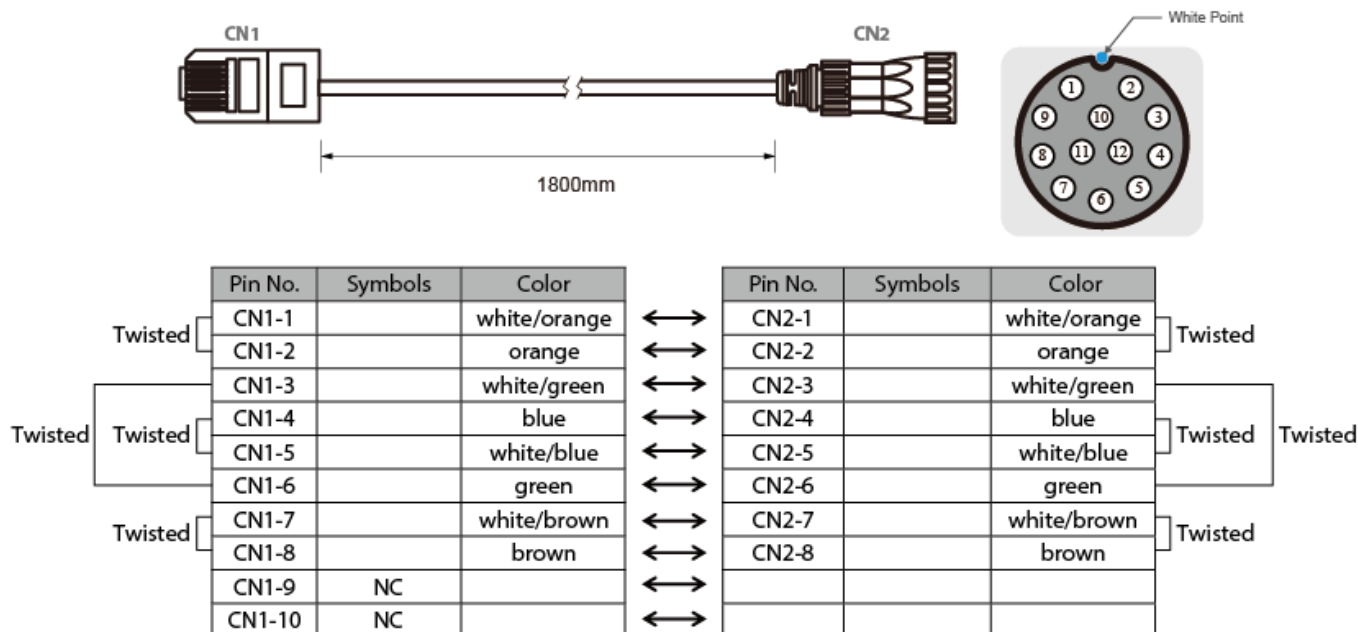 White Point
CN1
CN2
1 2
9 10 3
8 11 12 4
7 5
6
1800mm
Pin No. Symbols Color Pin No. Symbols Color
CN1-1 white/orange CN2-1 white/orange
Twisted Twisted
CN1-2 orange CN2-2 orange
CN1-3 white/green CN2-3 white/green
CN1-4 blue CN2-4 blue
Twisted Twisted Twisted Twisted
CN1-5 white/blue CN2-5 white/blue
CN1-6 green CN2-6 green
CN1-7 white/brown CN2-7 white/brown
Twisted Twisted
CN1-8 brown CN2-8 brown
CN1-9 NC
CN1-10 NC